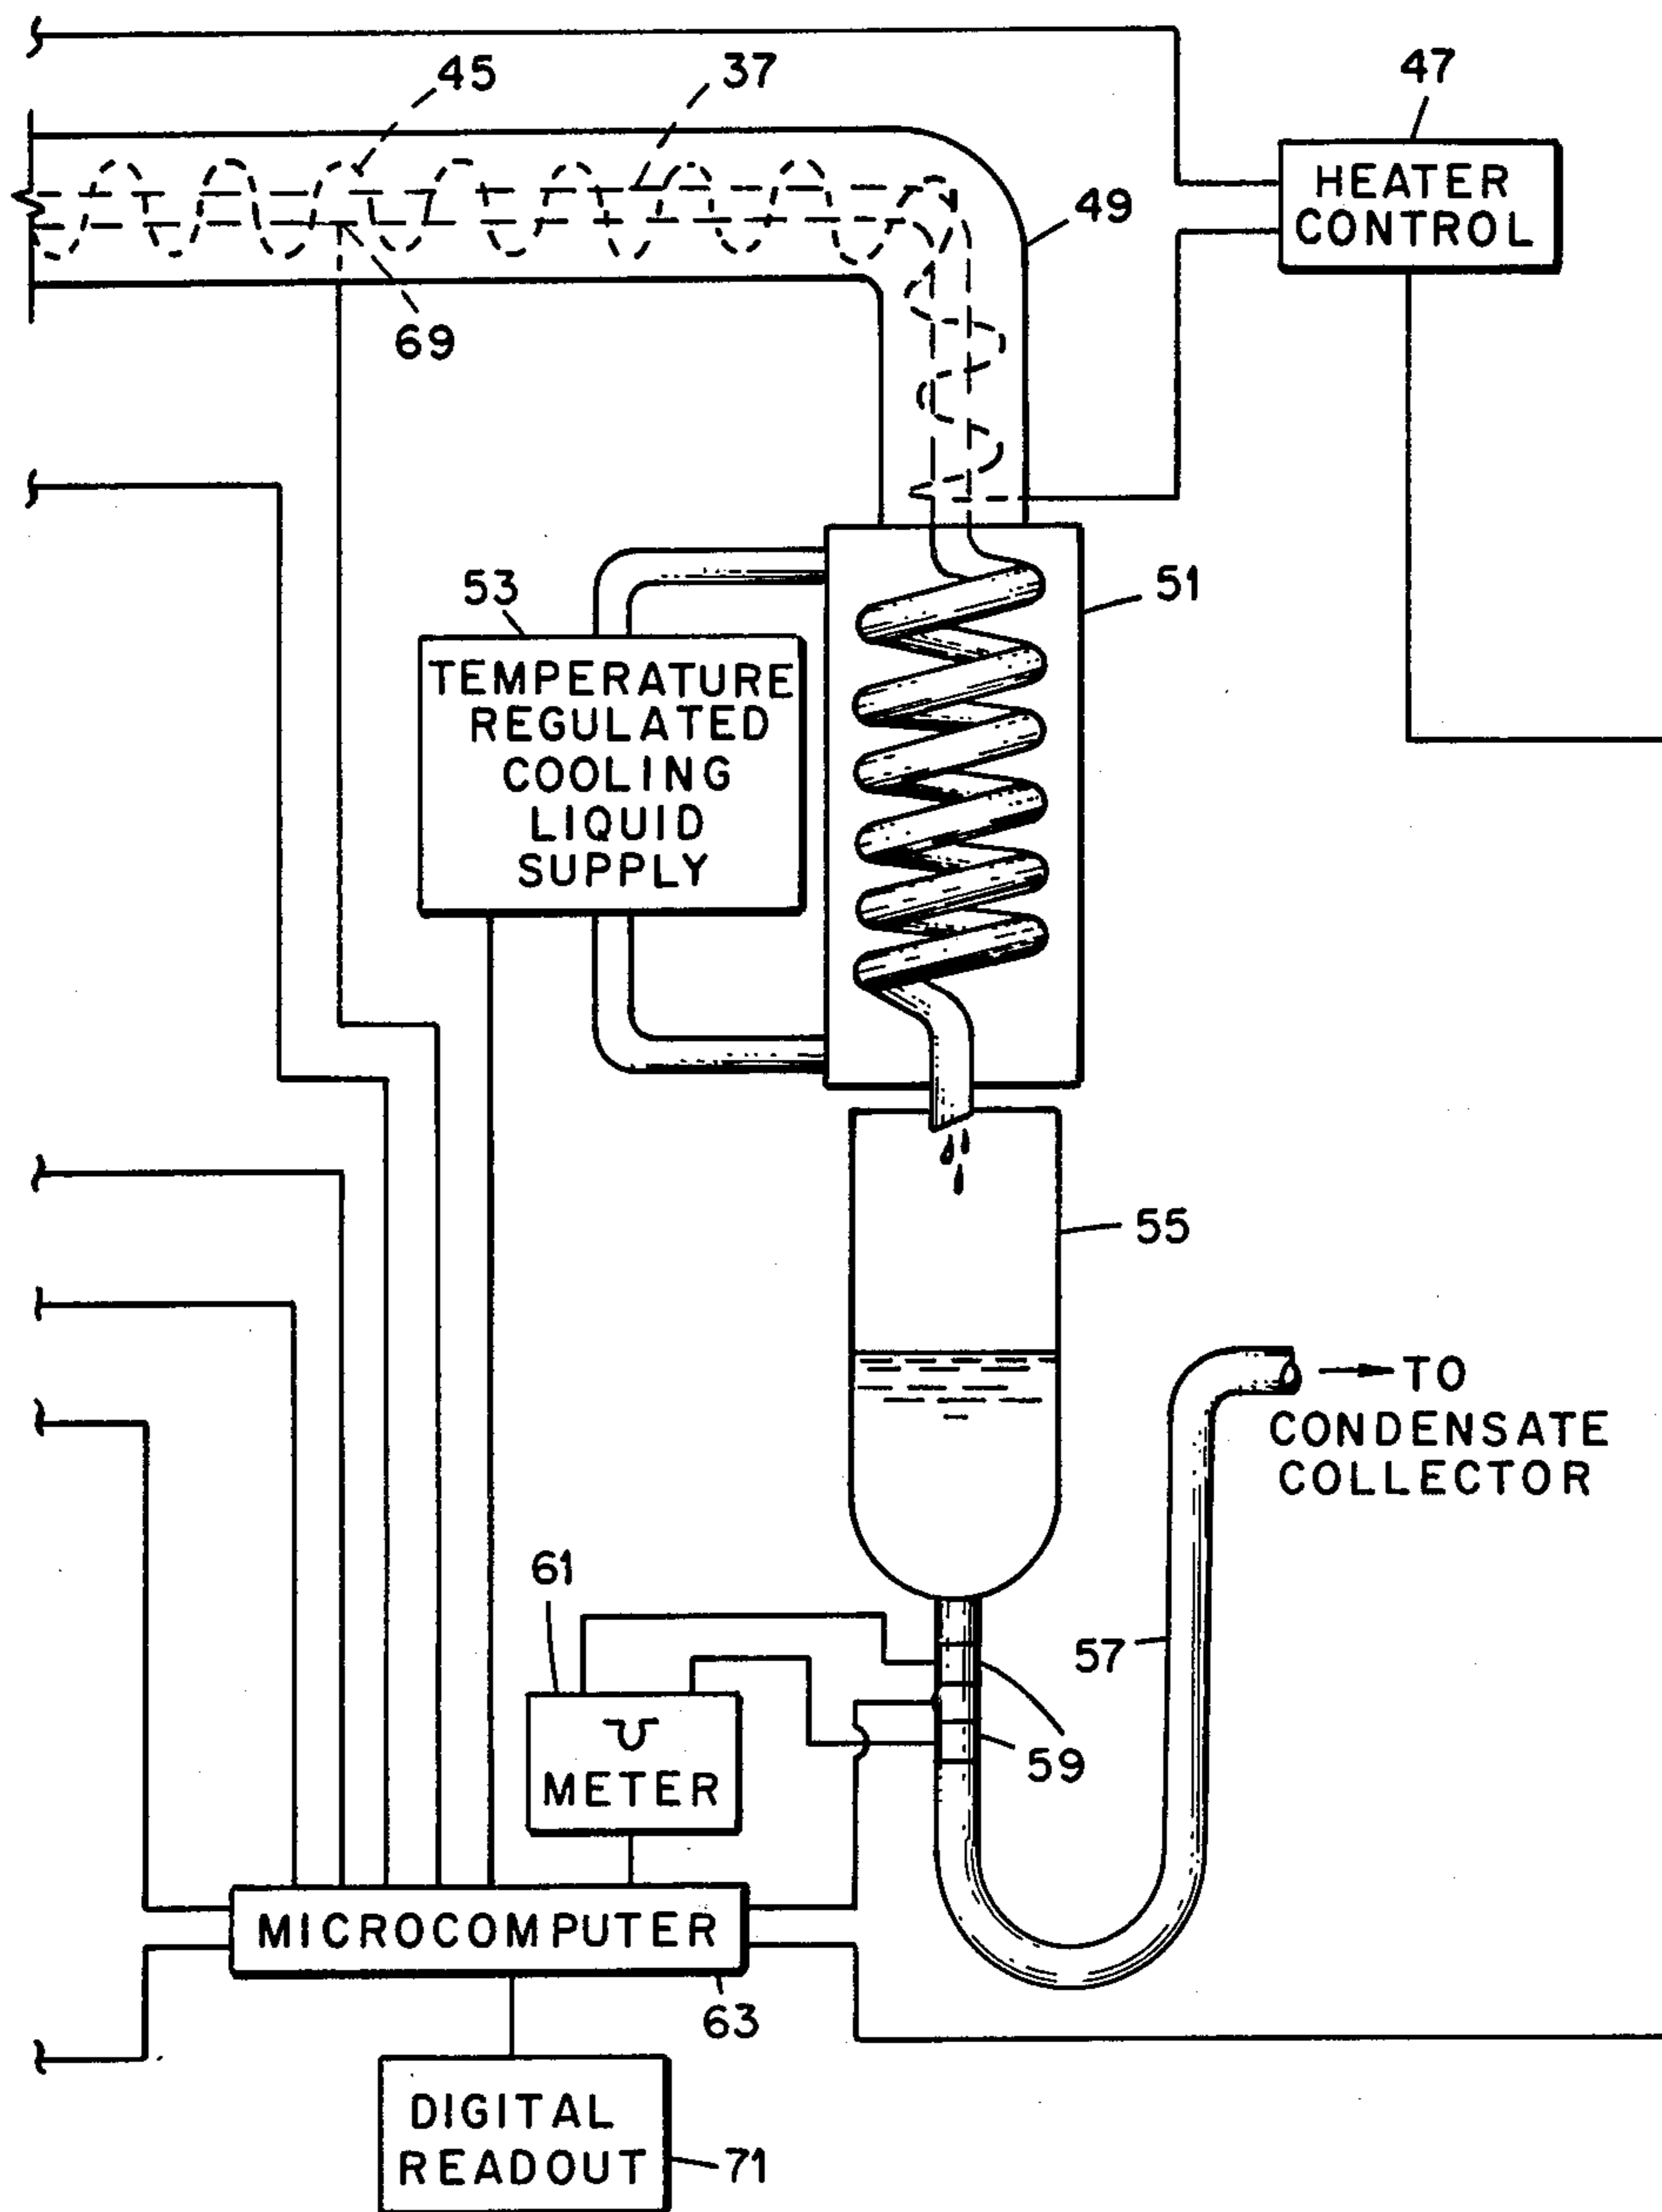 45
37
47
HEATER
CONTROL
49
69
53
51
TEMPERATURE
REGULATED
COOLING
LIQUID
SUPPLY
55
TO
CONDENSATE
COLLECTOR
61
57
METER
59
MICROCOMPUTER
63
DIGITAL
READOUT
71